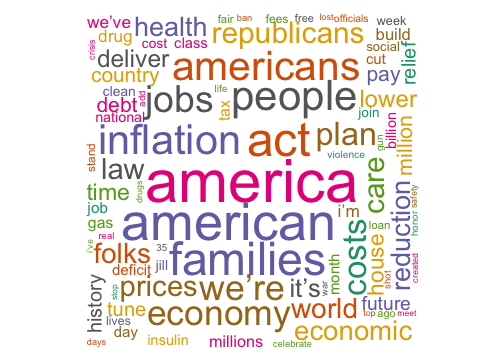 we've health fair ban fees free lost officials week
crisis drug cost class republicans build
deliver social
country americans cut relief
clean debt add jobs life people pay lower
national tax join billion
stand inflation act plan gun million
law violence care
time drugs america
job american i'm costs loan house reduction honor safety
gas
i've real folks 35 families month shot created
deficit jill war
stop prices we're it's world future
history tune economy top ago meet
lives day economic
days insulin millions celebrate